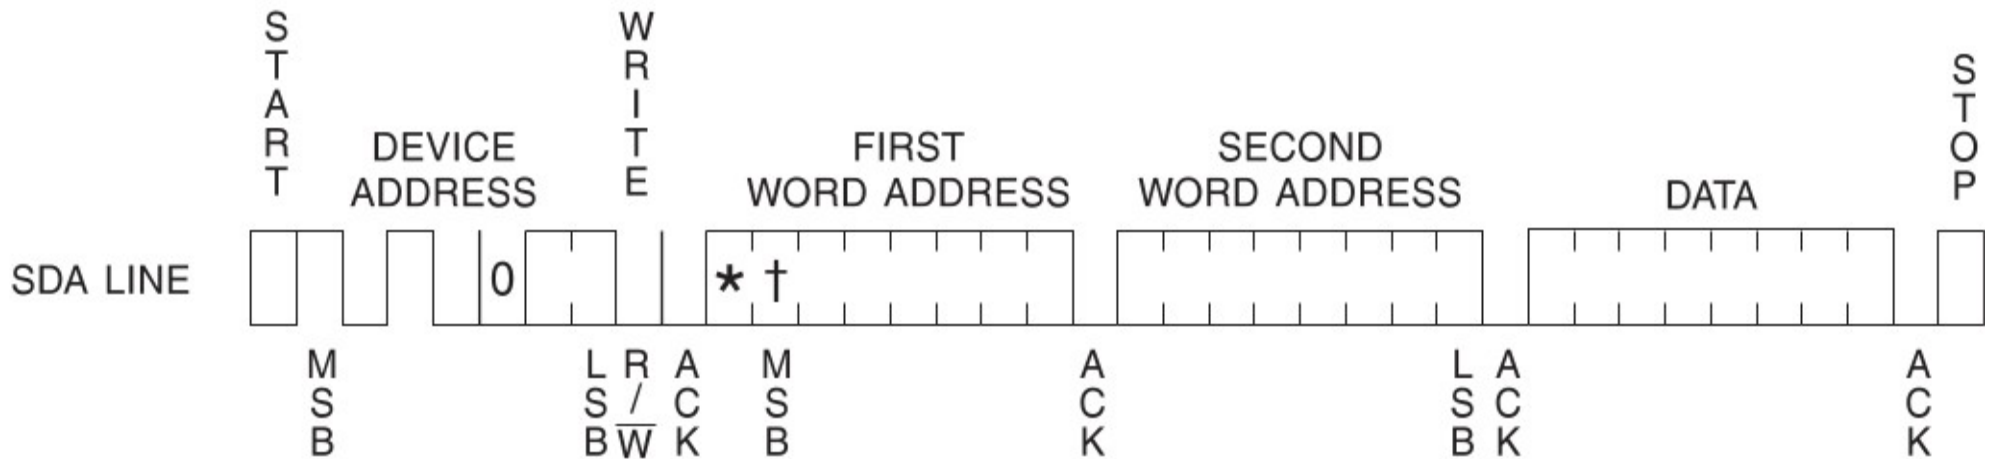 START
WRITE
STOP
DEVICE
ADDRESS
FIRST
WORD ADDRESS
SECOND
WORD ADDRESS
DATA
SDA LINE
0
* †
MSB
LSB
R/W̅
ACK
MSB
ACK
LSB
ACK
ACK